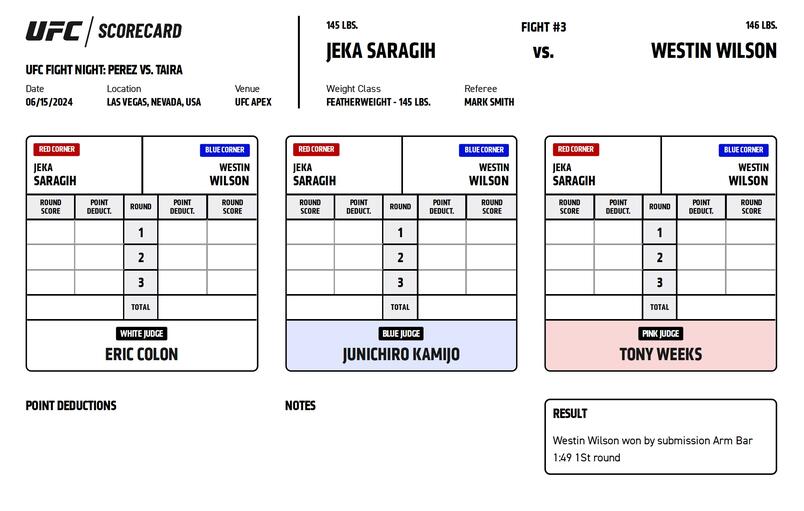 UFC / SCORECARD
UFC FIGHT NIGHT: PEREZ VS. TAIRA
Date Location Venue
06/15/2024 LAS VEGAS, NEVADA, USA UFC APEX
145 LBS. FIGHT #3 146 LBS.
JEKA SARAGIH VS. WESTIN WILSON
Weight Class Referee
FEATHERWEIGHT - 145 LBS. MARK SMITH
RED CORNER BLUE CORNER
JEKA WESTIN
SARAGIH WILSON
ROUND SCORE POINT DEDUCT. ROUND POINT DEDUCT. ROUND SCORE
1
2
3
TOTAL
WHITE JUDGE
ERIC COLON
RED CORNER BLUE CORNER
JEKA WESTIN
SARAGIH WILSON
ROUND SCORE POINT DEDUCT. ROUND POINT DEDUCT. ROUND SCORE
1
2
3
TOTAL
BLUE JUDGE
JUNICHIRO KAMIJO
RED CORNER BLUE CORNER
JEKA WESTIN
SARAGIH WILSON
ROUND SCORE POINT DEDUCT. ROUND POINT DEDUCT. ROUND SCORE
1
2
3
TOTAL
PINK JUDGE
TONY WEEKS
POINT DEDUCTIONS
NOTES
RESULT
Westin Wilson won by submission Arm Bar
1:49 1St round